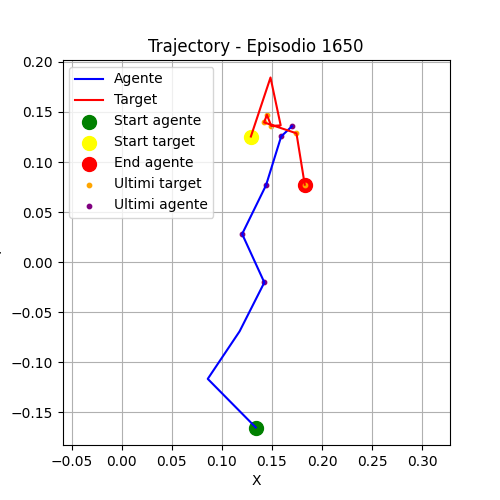 Trajectory - Episodio 1650
0.20
0.15
0.10
0.05
0.00
−0.05
−0.10
−0.15
Agente
Target
Start agente
Start target
End agente
Ultimi target
Ultimi agente
−0.05 0.00 0.05 0.10 0.15 0.20 0.25 0.30
X